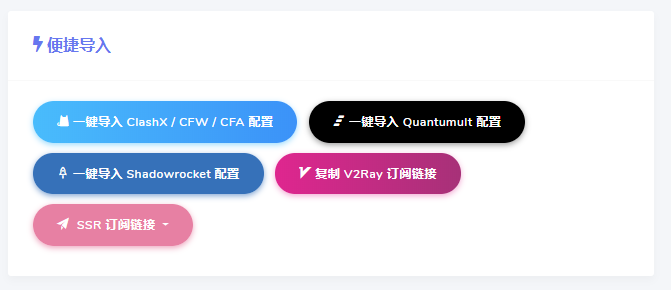 便捷导入
一键导入 ClashX / CFW / CFA 配置
一键导入 Quantumult 配置
一键导入 Shadowrocket 配置
复制 V2Ray 订阅链接
SSR 订阅链接